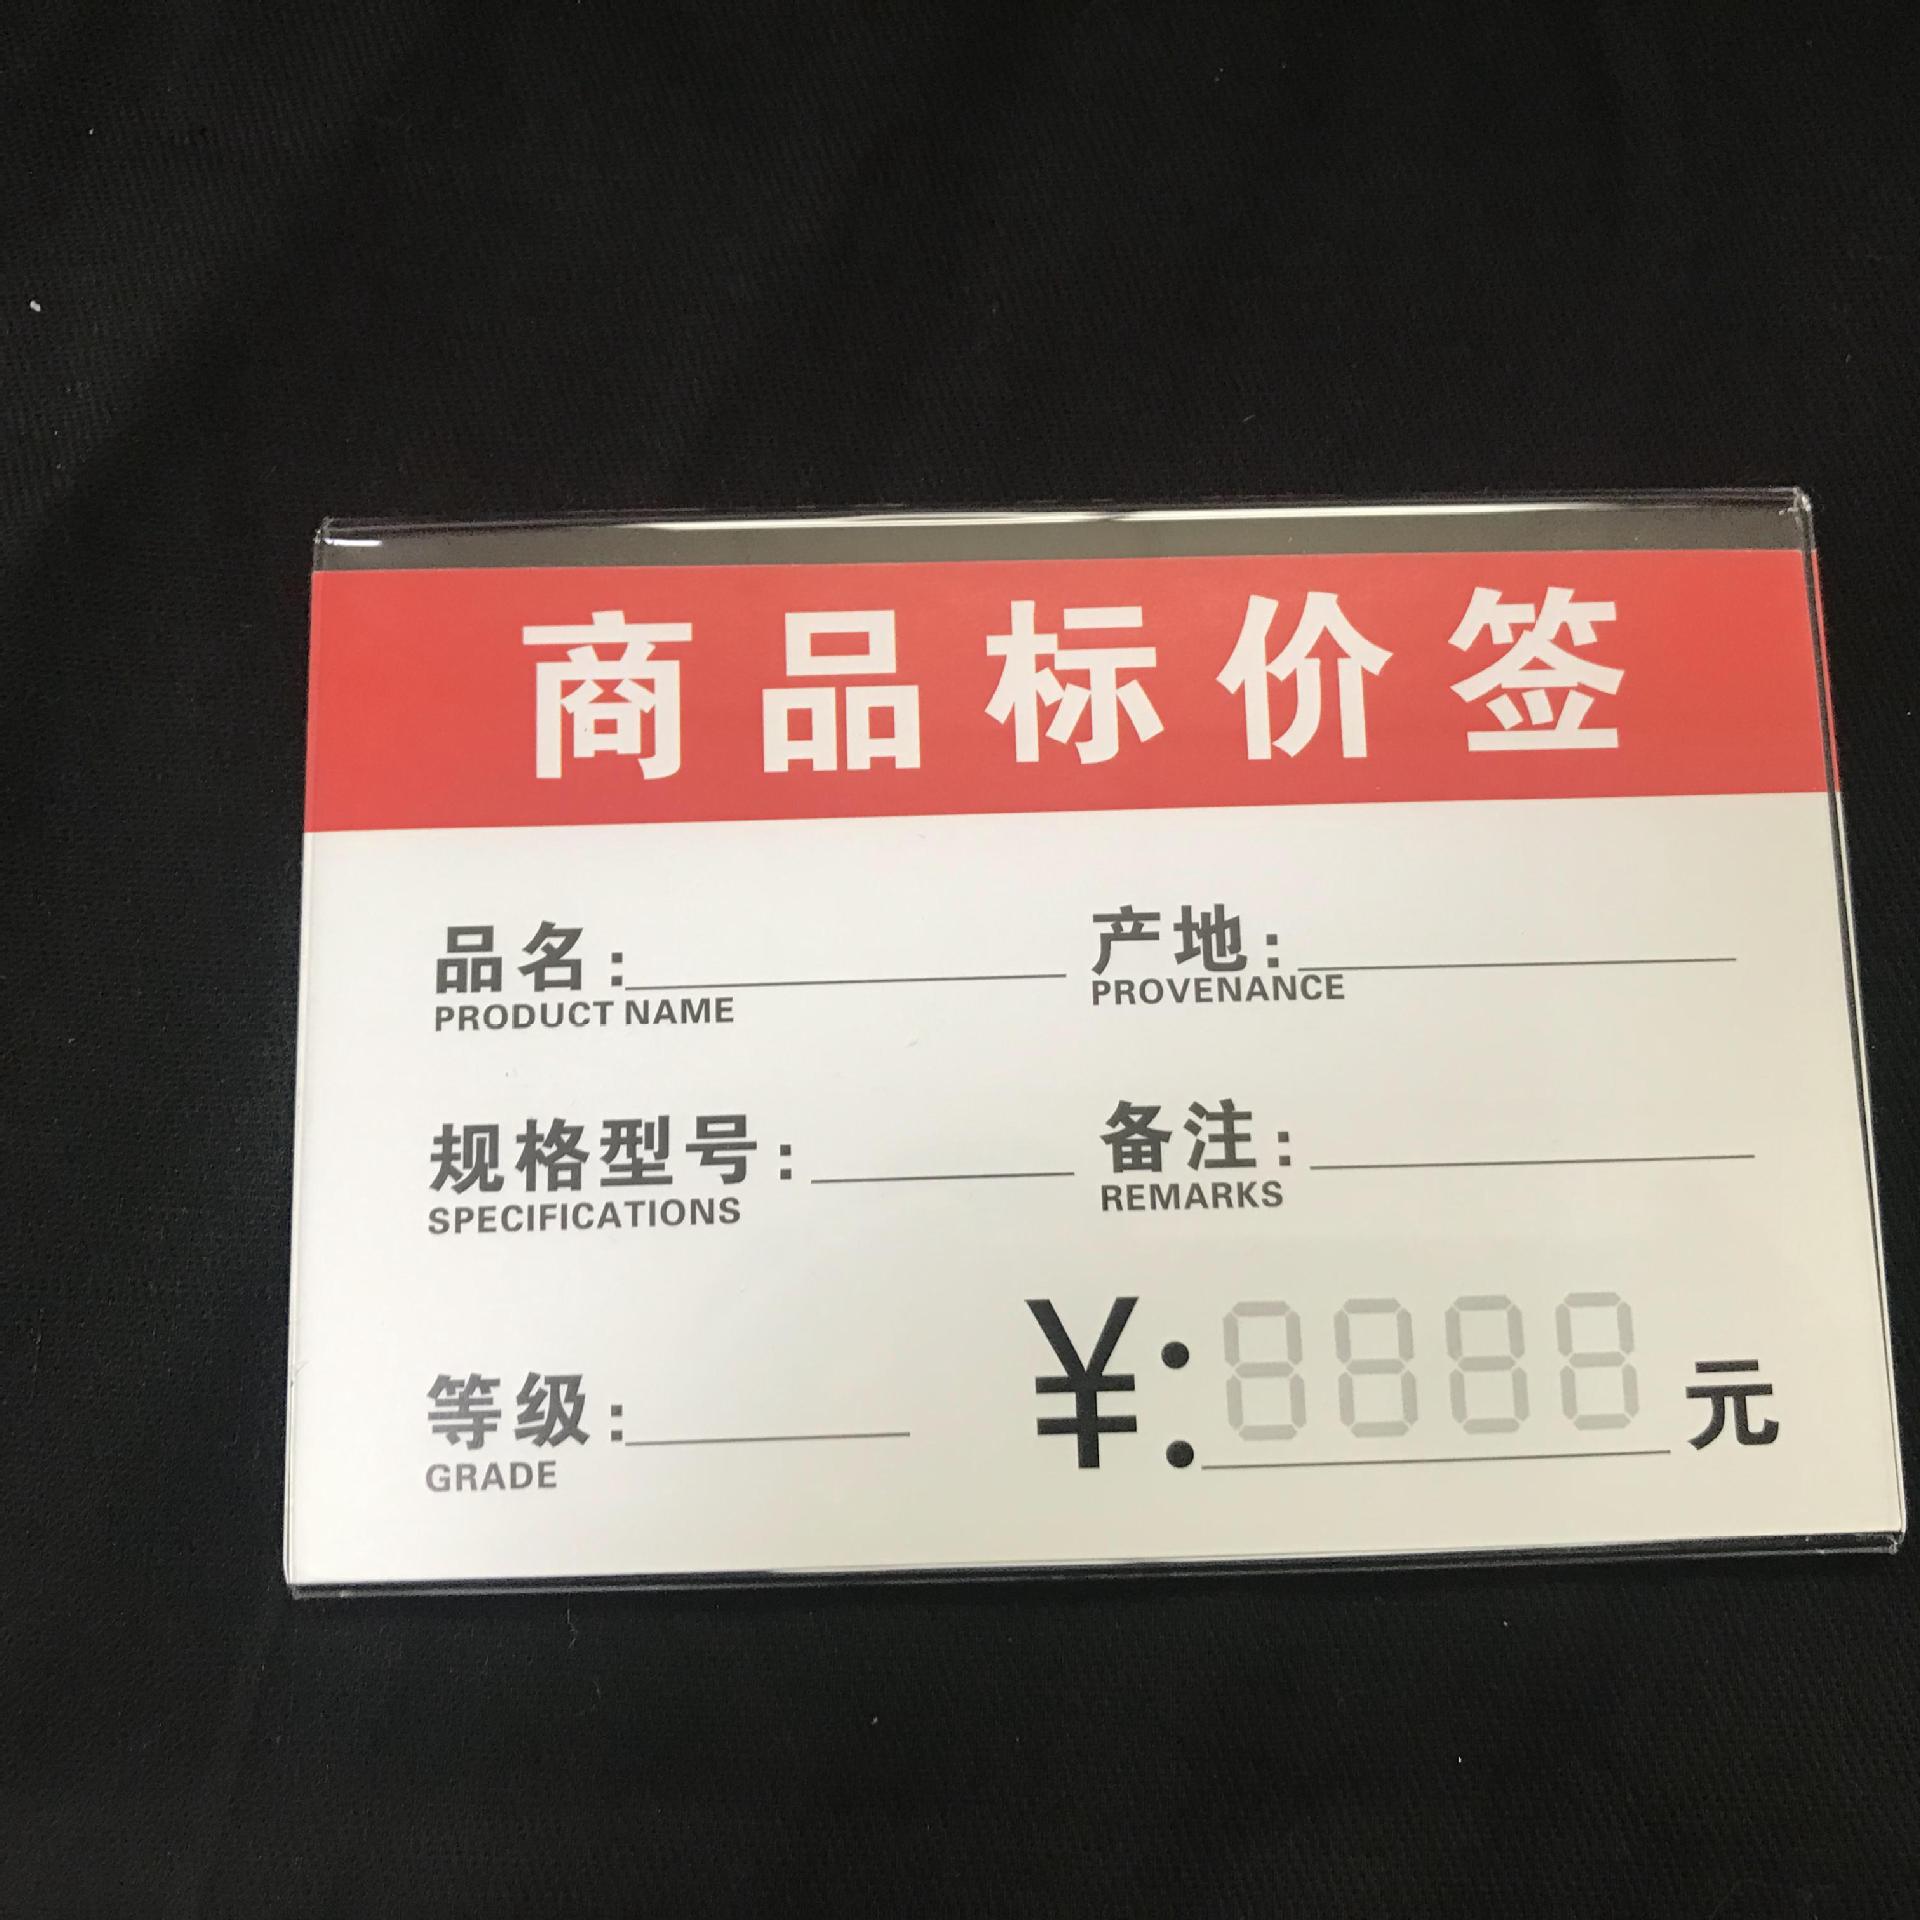 商品标价签
品名: 产地:
PRODUCT NAME PROVENANCE
规格型号: 备注:
SPECIFICATIONS REMARKS
等级: ¥: 8888 元
GRADE